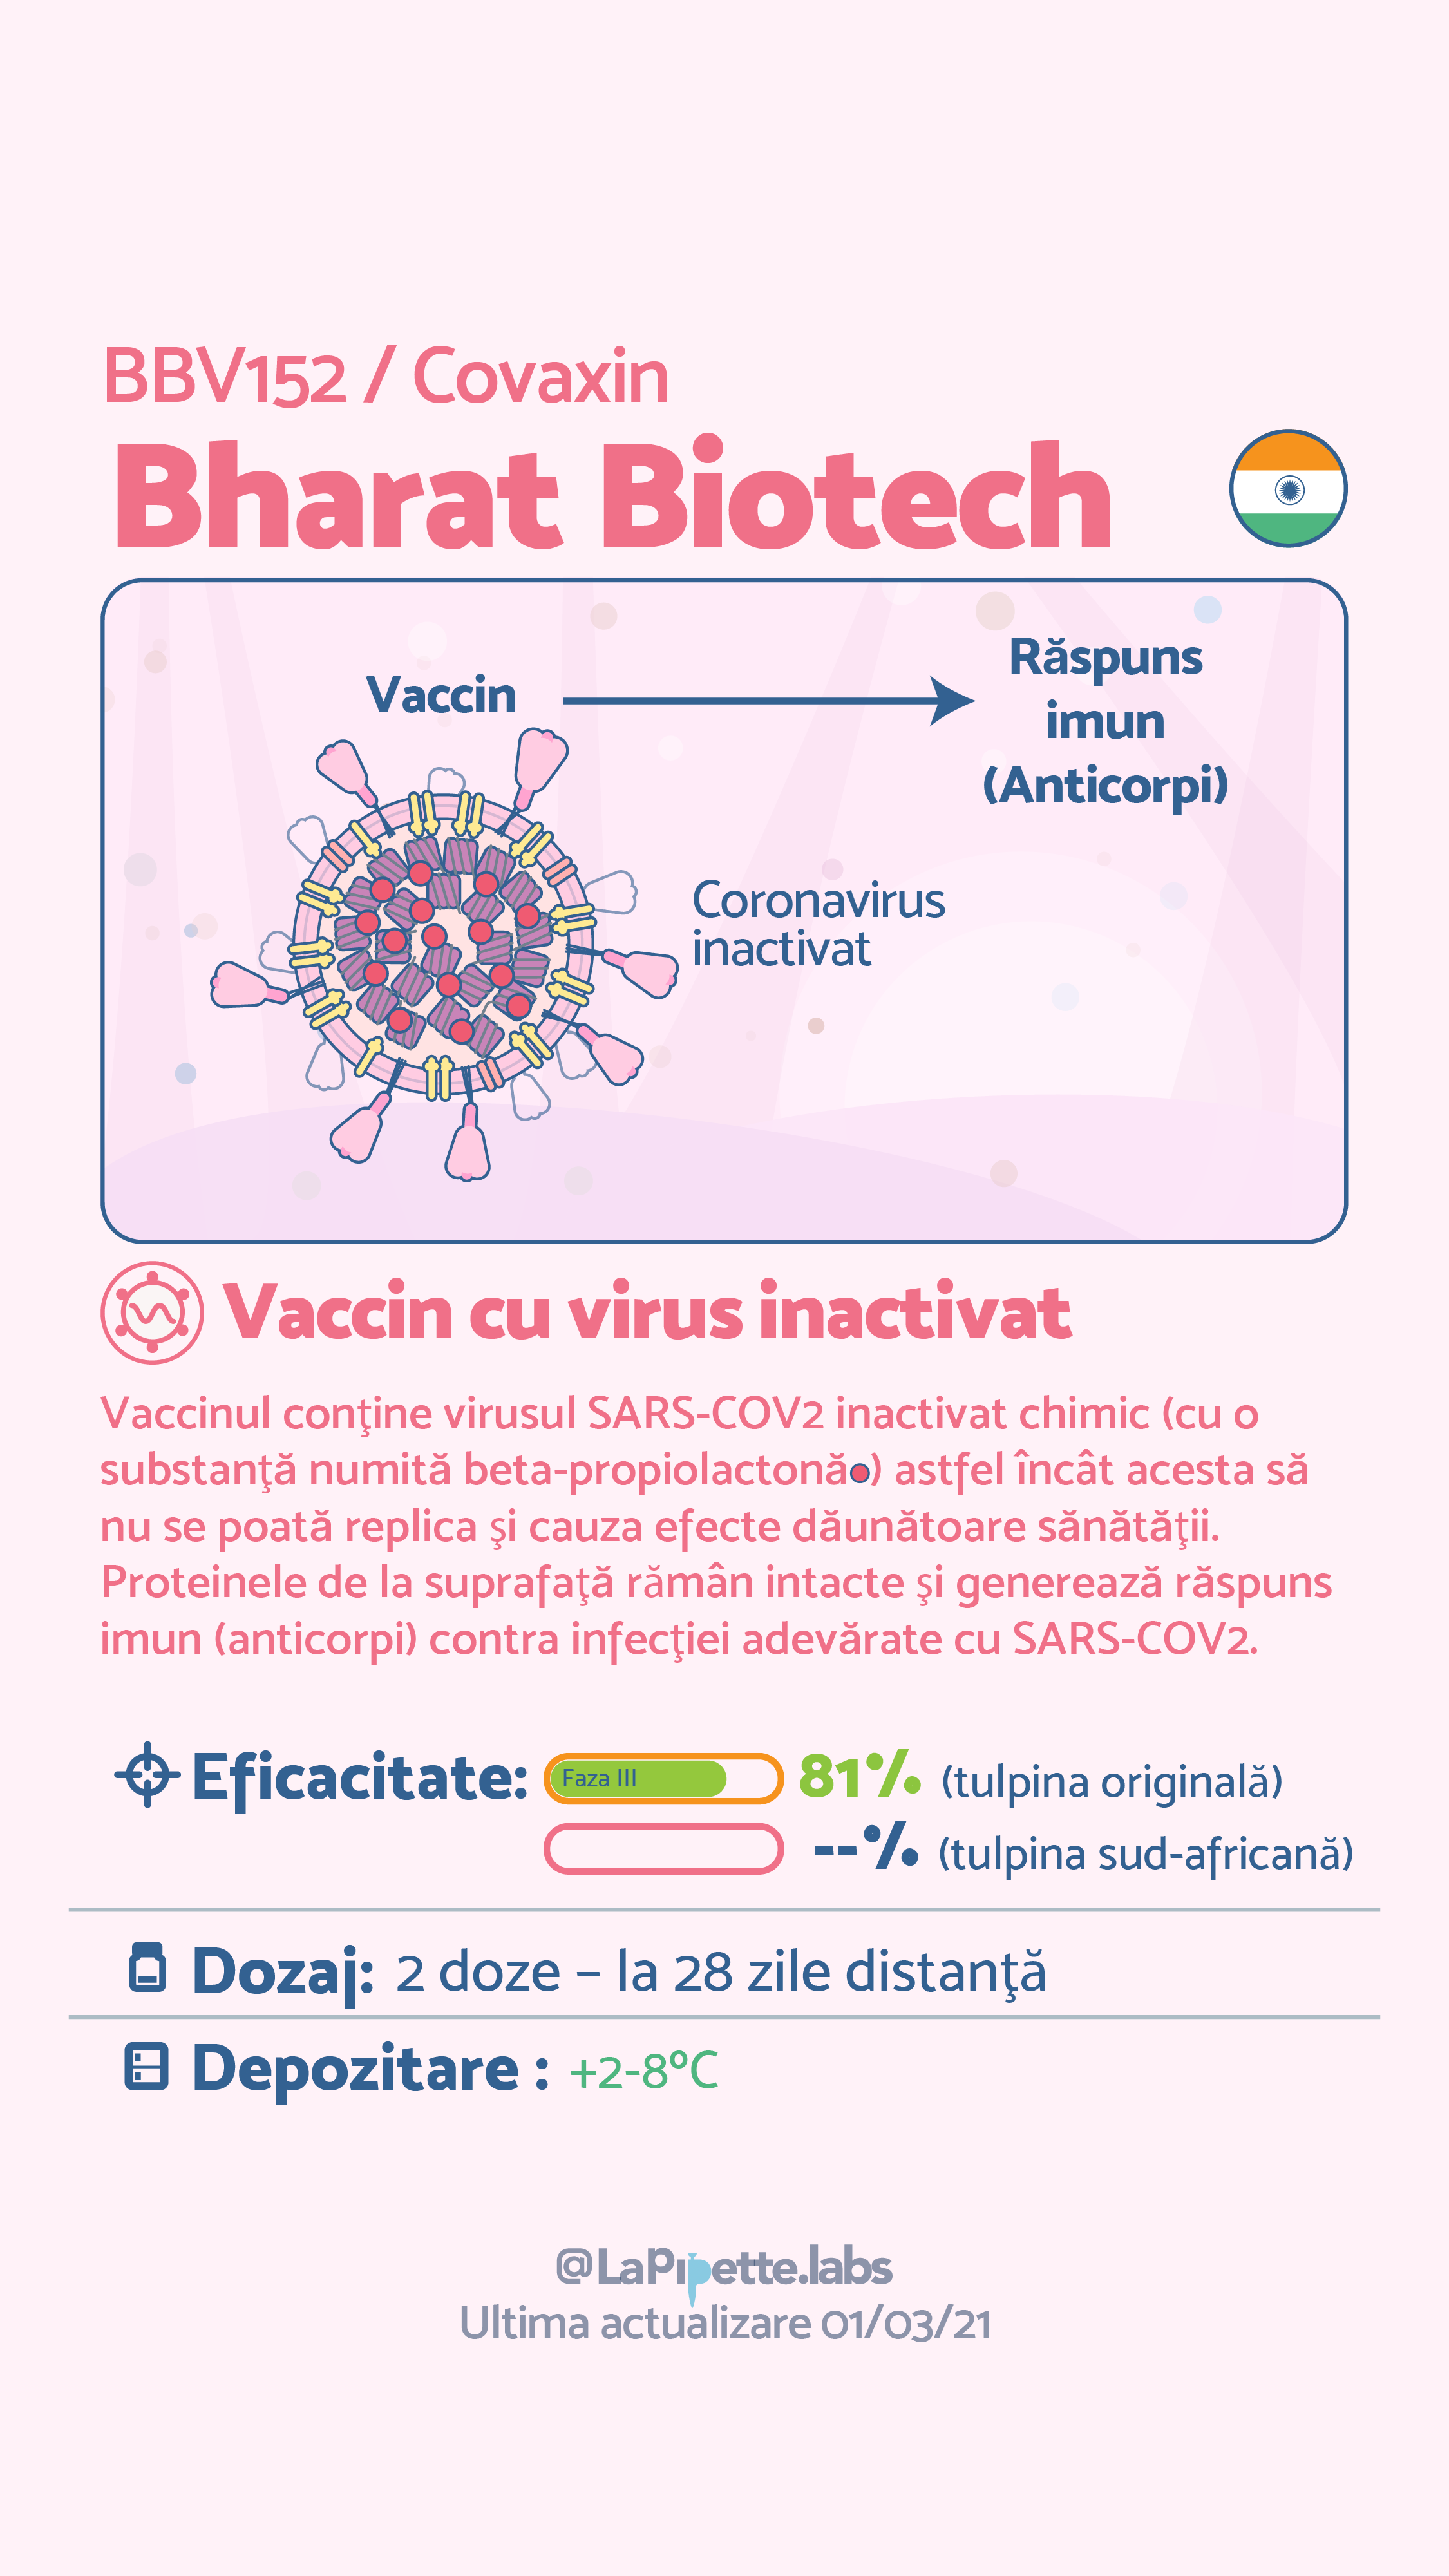 BBV152 / Covaxin
Bharat Biotech
Vaccin
Răspuns
imun
(Anticorpi)
Coronavirus
inactivat
Vaccin cu virus inactivat
Vaccinul conţine virusul SARS-COV2 inactivat chimic (cu o
substanţă numită beta-propiolactonă) astfel încât acesta să
nu se poată replica şi cauza efecte dăunătoare sănătăţii.
Proteinele de la suprafaţă rămân intacte şi generează răspuns
imun (anticorpi) contra infecţiei adevărate cu SARS-COV2.
Eficacitate: Faza III 81% (tulpina originală)
--% (tulpina sud-africană)
Dozaj: 2 doze – la 28 zile distanţă
Depozitare : +2-8ºC
@LaPipette.labs
Ultima actualizare 01/03/21